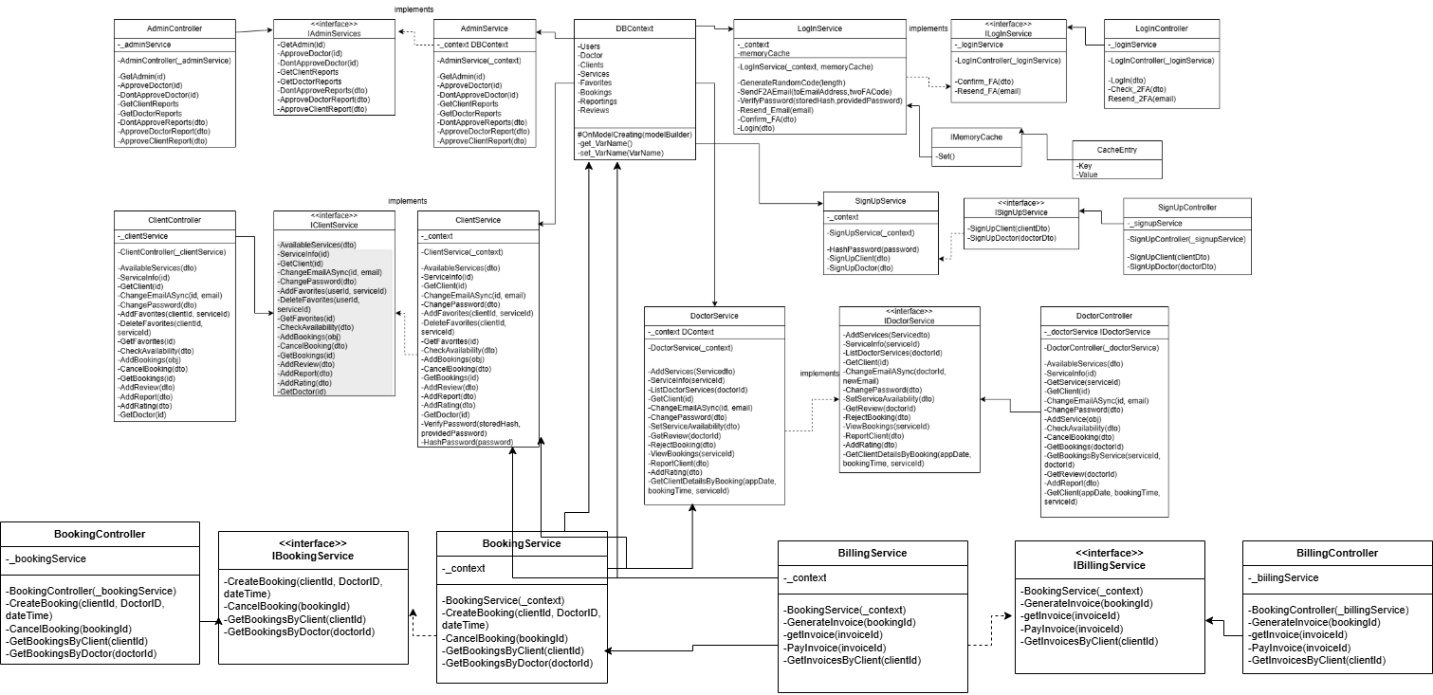 implements
AdminController
-_adminService
-AdminController(_adminService)
-GetAdmin(id)
-ApproveDoctor(id)
-DontApproveDoctor(id)
-GetClientReports
-GetDoctorReports
-DontApproveReports(dto)
-ApproveDoctorReport(dto)
-ApproveClientReport(dto)
<<interface>>
IAdminServices
-GetAdmin(id)
-ApproveDoctor(id)
-DontApproveDoctor(id)
-GetClientReports
-GetDoctorReports
-DontApproveReports(dto)
-ApproveDoctorReport(dto)
-ApproveClientReport(dto)
AdminService
-_context DBContext
-AdminService(_context)
-GetAdmin(id)
-ApproveDoctor(id)
-DontApproveDoctor(id)
-GetClientReports
-GetDoctorReports
-DontApproveReports(dto)
-ApproveDoctorReport(dto)
-ApproveClientReport(dto)
DBContext
-Users
-Doctor
-Clients
-Services
-Favorites
-Bookings
-Reportings
-Reviews
#OnModelCreating(modelBuilder)
-get_VarName()
-set_VarName(VarName)
LogInService
-_context
-memoryCache
-LogInService(_context, memoryCache)
-GenerateRandomCode(length)
-SendF2AEmail(toEmailAddress,twoFACode)
-VerifyPassword(storedHash,providedPassword)
-Resend_Email(email)
-Confirm_FA(dto)
-Login(dto)
implements
<<interface>>
ILogInService
-_loginService
-LogInController(_loginService)
-Confirm_FA(dto)
-Resend_FA(email)
LogInController
-_loginService
-LogInController(_loginService)
-LogIn(dto)
-Check_2FA(dto)
Resend_2FA(email)
IMemoryCache
-Set()
CacheEntry
-Key
-Value
implements
ClientController
-_clientService
-ClientController(_clientService)
-AvailableServices(dto)
-ServiceInfo(id)
-GetClient(id)
-ChangeEmailASync(id, email)
-ChangePassword(dto)
-AddFavorites(clientId, serviceId)
-DeleteFavorites(clientId,
serviceId)
-GetFavorites(id)
-CheckAvailability(dto)
-AddBookings(obj)
-CancelBooking(dto)
-GetBookings(id)
-AddReview(dto)
-AddReport(dto)
-AddRating(dto)
-GetDoctor(id)
<<interface>>
IClientService
-AvailableServices(dto)
-ServiceInfo(id)
-GetClient(id)
-ChangeEmailASync(id, email)
-ChangePassword(dto)
-AddFavorites(userId, serviceId)
-DeleteFavorites(userId,
serviceId)
-GetFavorites(id)
-CheckAvailability(dto)
-AddBookings(obj)
-CancelBooking(dto)
-GetBookings(id)
-AddReview(dto)
-AddReport(dto)
-AddRating(dto)
-GetDoctor(id)
ClientService
-_context
-ClientService(_context)
-AvailableServices(dto)
-ServiceInfo(id)
-GetClient(id)
-ChangeEmailASync(id, email)
-ChangePassword(dto)
-AddFavorites(clientId, serviceId)
-DeleteFavorites(clientId,
serviceId)
-GetFavorites(id)
-CheckAvailability(dto)
-AddBookings(obj)
-CancelBooking(dto)
-GetBookings(id)
-AddReview(dto)
-AddReport(dto)
-AddRating(dto)
-GetDoctor(id)
-VerifyPassword(storedHash,
providedPassword)
-HashPassword(password)
SignUpService
-_context
-SignUpService(_context)
-HashPassword(password)
-SignUpClient(dto)
-SignUpDoctor(dto)
<<interface>>
ISignUpService
-SignUpClient(clientDto)
-SignUpDoctor(doctorDto)
SignUpController
-_signupService
-SignUpController(_signupService)
-SignUpClient(clientDto)
-SignUpDoctor(doctorDto)
DoctorService
-_context DContext
-DoctorService(_context)
-AddServices(Servicedto)
-ServiceInfo(serviceId)
-ListDoctorServices(doctorId)
-GetClient(id)
-ChangeEmailASync(id, email)
-ChangePassword(dto)
-SetServiceAvailability(dto)
-GetReview(doctorId)
-RejectBooking(dto)
-ViewBookings(serviceId)
-ReportClient(dto)
-AddRating(dto)
-GetClientDetailsByBooking(appDate,
bookingTime, serviceId)
implements
<<interface>>
IDoctorService
-AddServices(Servicedto)
-ServiceInfo(serviceId)
-ListDoctorServices(doctorId)
-GetClient(id)
-ChangeEmailASync(doctorId,
newEmail)
-ChangePassword(dto)
-SetServiceAvailability(dto)
-GetReview(doctorId)
-RejectBooking(dto)
-ViewBookings(serviceId)
-ReportClient(dto)
-AddRating(dto)
-GetClientDetailsByBooking(appDate,
bookingTime, serviceId)
DoctorController
-_doctorService IDoctorService
-DoctorController(_doctorService)
-AvailableServices(dto)
-ServiceInfo(id)
-GetService(serviceId)
-GetClient(id)
-ChangeEmailASync(id, email)
-ChangePassword(dto)
-AddService(obj)
-CheckAvailability(dto)
-CancelBooking(dto)
-GetBookings(doctorId)
-GetBookingsByService(serviceId,
doctorId)
-GetReview(doctorId)
-AddReport(dto)
-GetClient(appDate, bookingTime,
serviceId)
BookingController
-_bookingService
-BookingController(_bookingService)
-CreateBooking(clientId, DoctorID,
dateTime)
-CancelBooking(bookingId)
-GetBookingsByClient(clientId)
-GetBookingsByDoctor(doctorId)
<<interface>>
IBookingService
-CreateBooking(clientId, DoctorID,
dateTime)
-CancelBooking(bookingId)
-GetBookingsByClient(clientId)
-GetBookingsByDoctor(doctorId)
BookingService
-_context
-BookingService(_context)
-CreateBooking(clientId, DoctorID,
dateTime)
-CancelBooking(bookingId)
-GetBookingsByClient(clientId)
-GetBookingsByDoctor(doctorId)
BillingService
-_context
-BookingService(_context)
-GenerateInvoice(bookingId)
-getInvoice(invoiceId)
-PayInvoice(invoiceId)
-GetInvoicesByClient(clientId)
<<interface>>
IBillingService
-BookingService(_context)
-GenerateInvoice(bookingId)
-getInvoice(invoiceId)
-PayInvoice(invoiceId)
-GetInvoicesByClient(clientId)
BillingController
-_biilingService
-BookingController(_billingService)
-GenerateInvoice(bookingId)
-getInvoice(invoiceId)
-PayInvoice(invoiceId)
-GetInvoicesByClient(clientId)